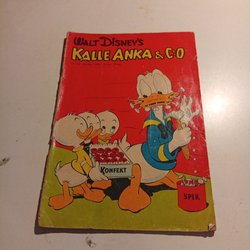 WALT DISNEY'S
KALLE ANKA & C:O
KONFEKT
SPIK